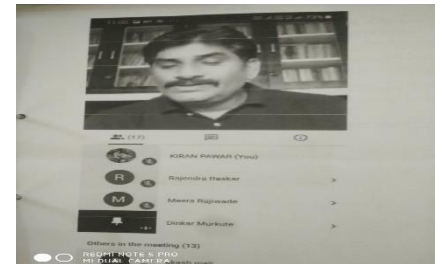 (17)
KIRAN PAWAR (You)
R
Rajendra Raskar
M
Meera Rajwade
Dinkar Murkute
Others in the meeting (13)
REDMI NOTE 5 PRO
MI DUAL CAMERA